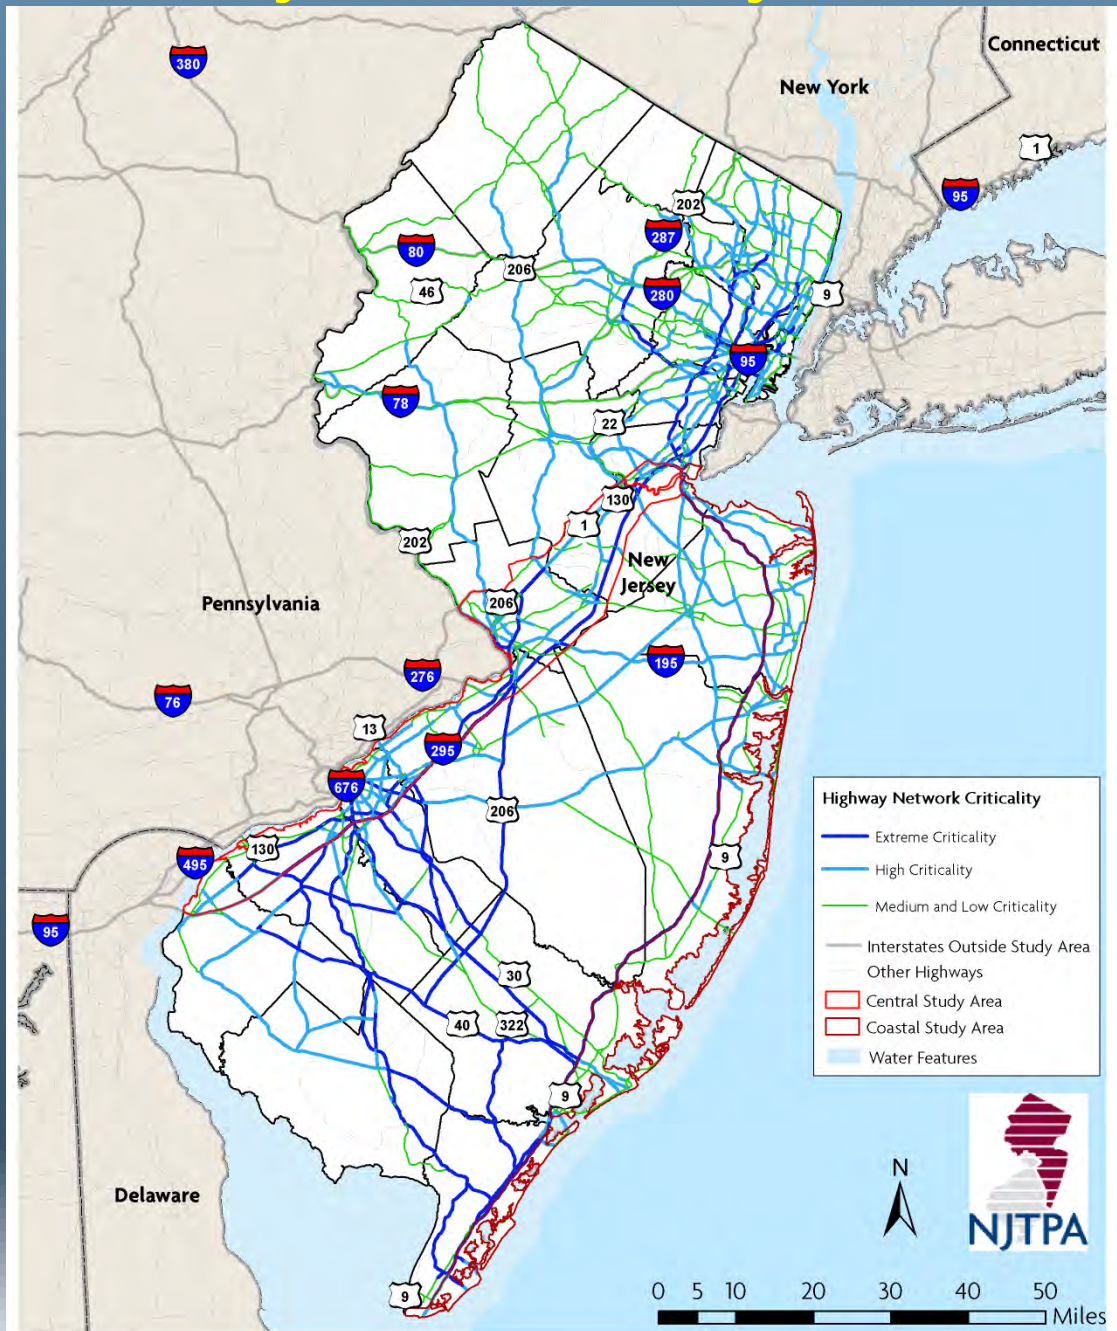 Connecticut
380
New York
1
95
202
287
80
206
46
280
9
95
78
22
130
1
202
New
Jersey
206
Pennsylvania
195
276
76
13
295
676
206
9
130
495
95
30
40
322
9
Delaware
9
Highway Network Criticality
Extreme Criticality
High Criticality
Medium and Low Criticality
Interstates Outside Study Area
Other Highways
Central Study Area
Coastal Study Area
Water Features
N
NJTPA
0 5 10 20 30 40 50
Miles